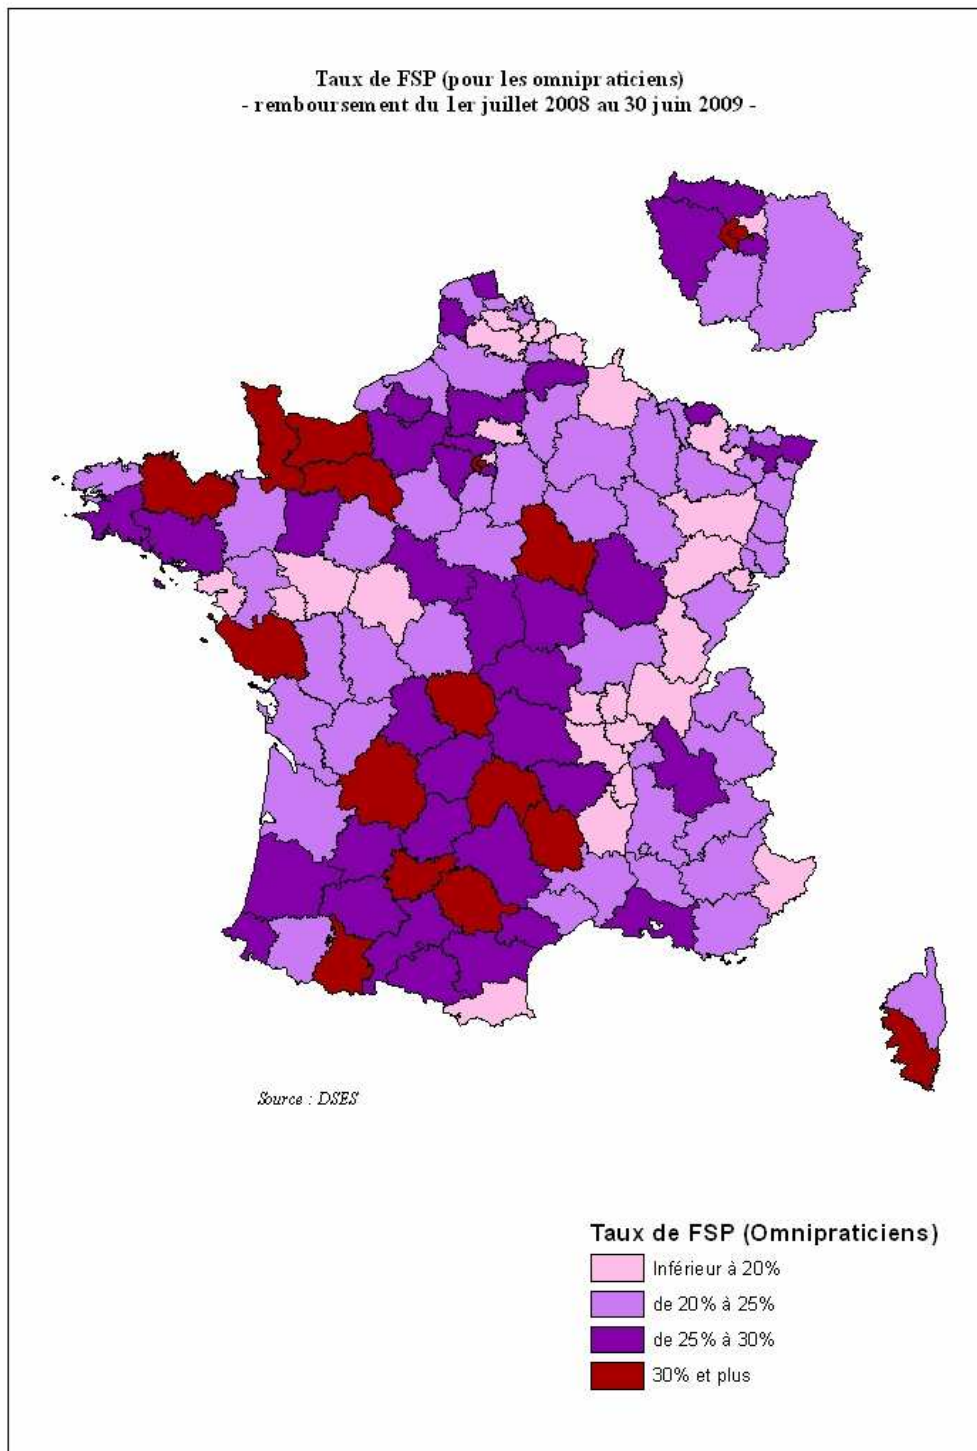 Taux de FSP (pour les omnipraticiens)
- remboursement du 1er juillet 2008 au 30 juin 2009 -
Source : DSES
Taux de FSP (Omnipraticiens)
Inférieur à 20%
de 20% à 25%
de 25% à 30%
30% et plus